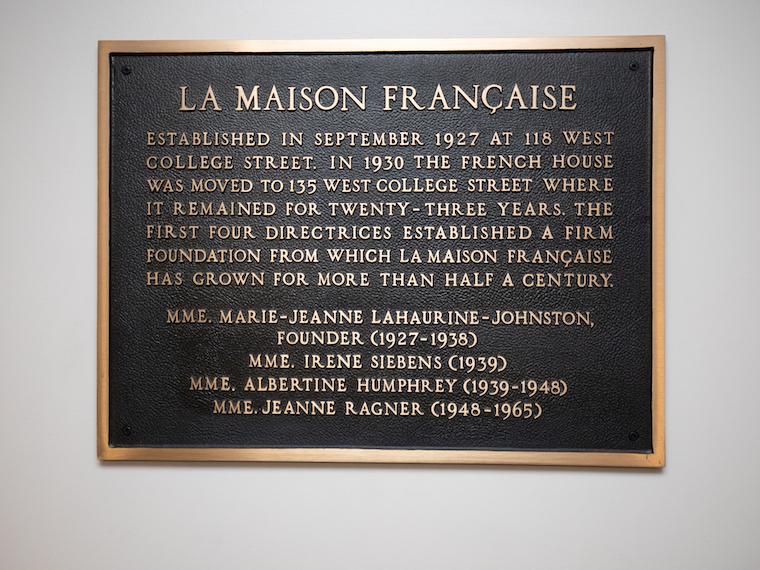 LA MAISON FRANÇAISE
ESTABLISHED IN SEPTEMBER 1927 AT 118 WEST
COLLEGE STREET. IN 1930 THE FRENCH HOUSE
WAS MOVED TO 135 WEST COLLEGE STREET WHERE
IT REMAINED FOR TWENTY-THREE YEARS. THE
FIRST FOUR DIRECTRICES ESTABLISHED A FIRM
FOUNDATION FROM WHICH LA MAISON FRANÇAISE
HAS GROWN FOR MORE THAN HALF A CENTURY.
MME. MARIE-JEANNE LAHAURINE-JOHNSTON,
FOUNDER (1927-1938)
MME. IRENE SIEBENS (1939)
MME. ALBERTINE HUMPHREY (1939-1948)
MME. JEANNE RAGNER (1948-1965)